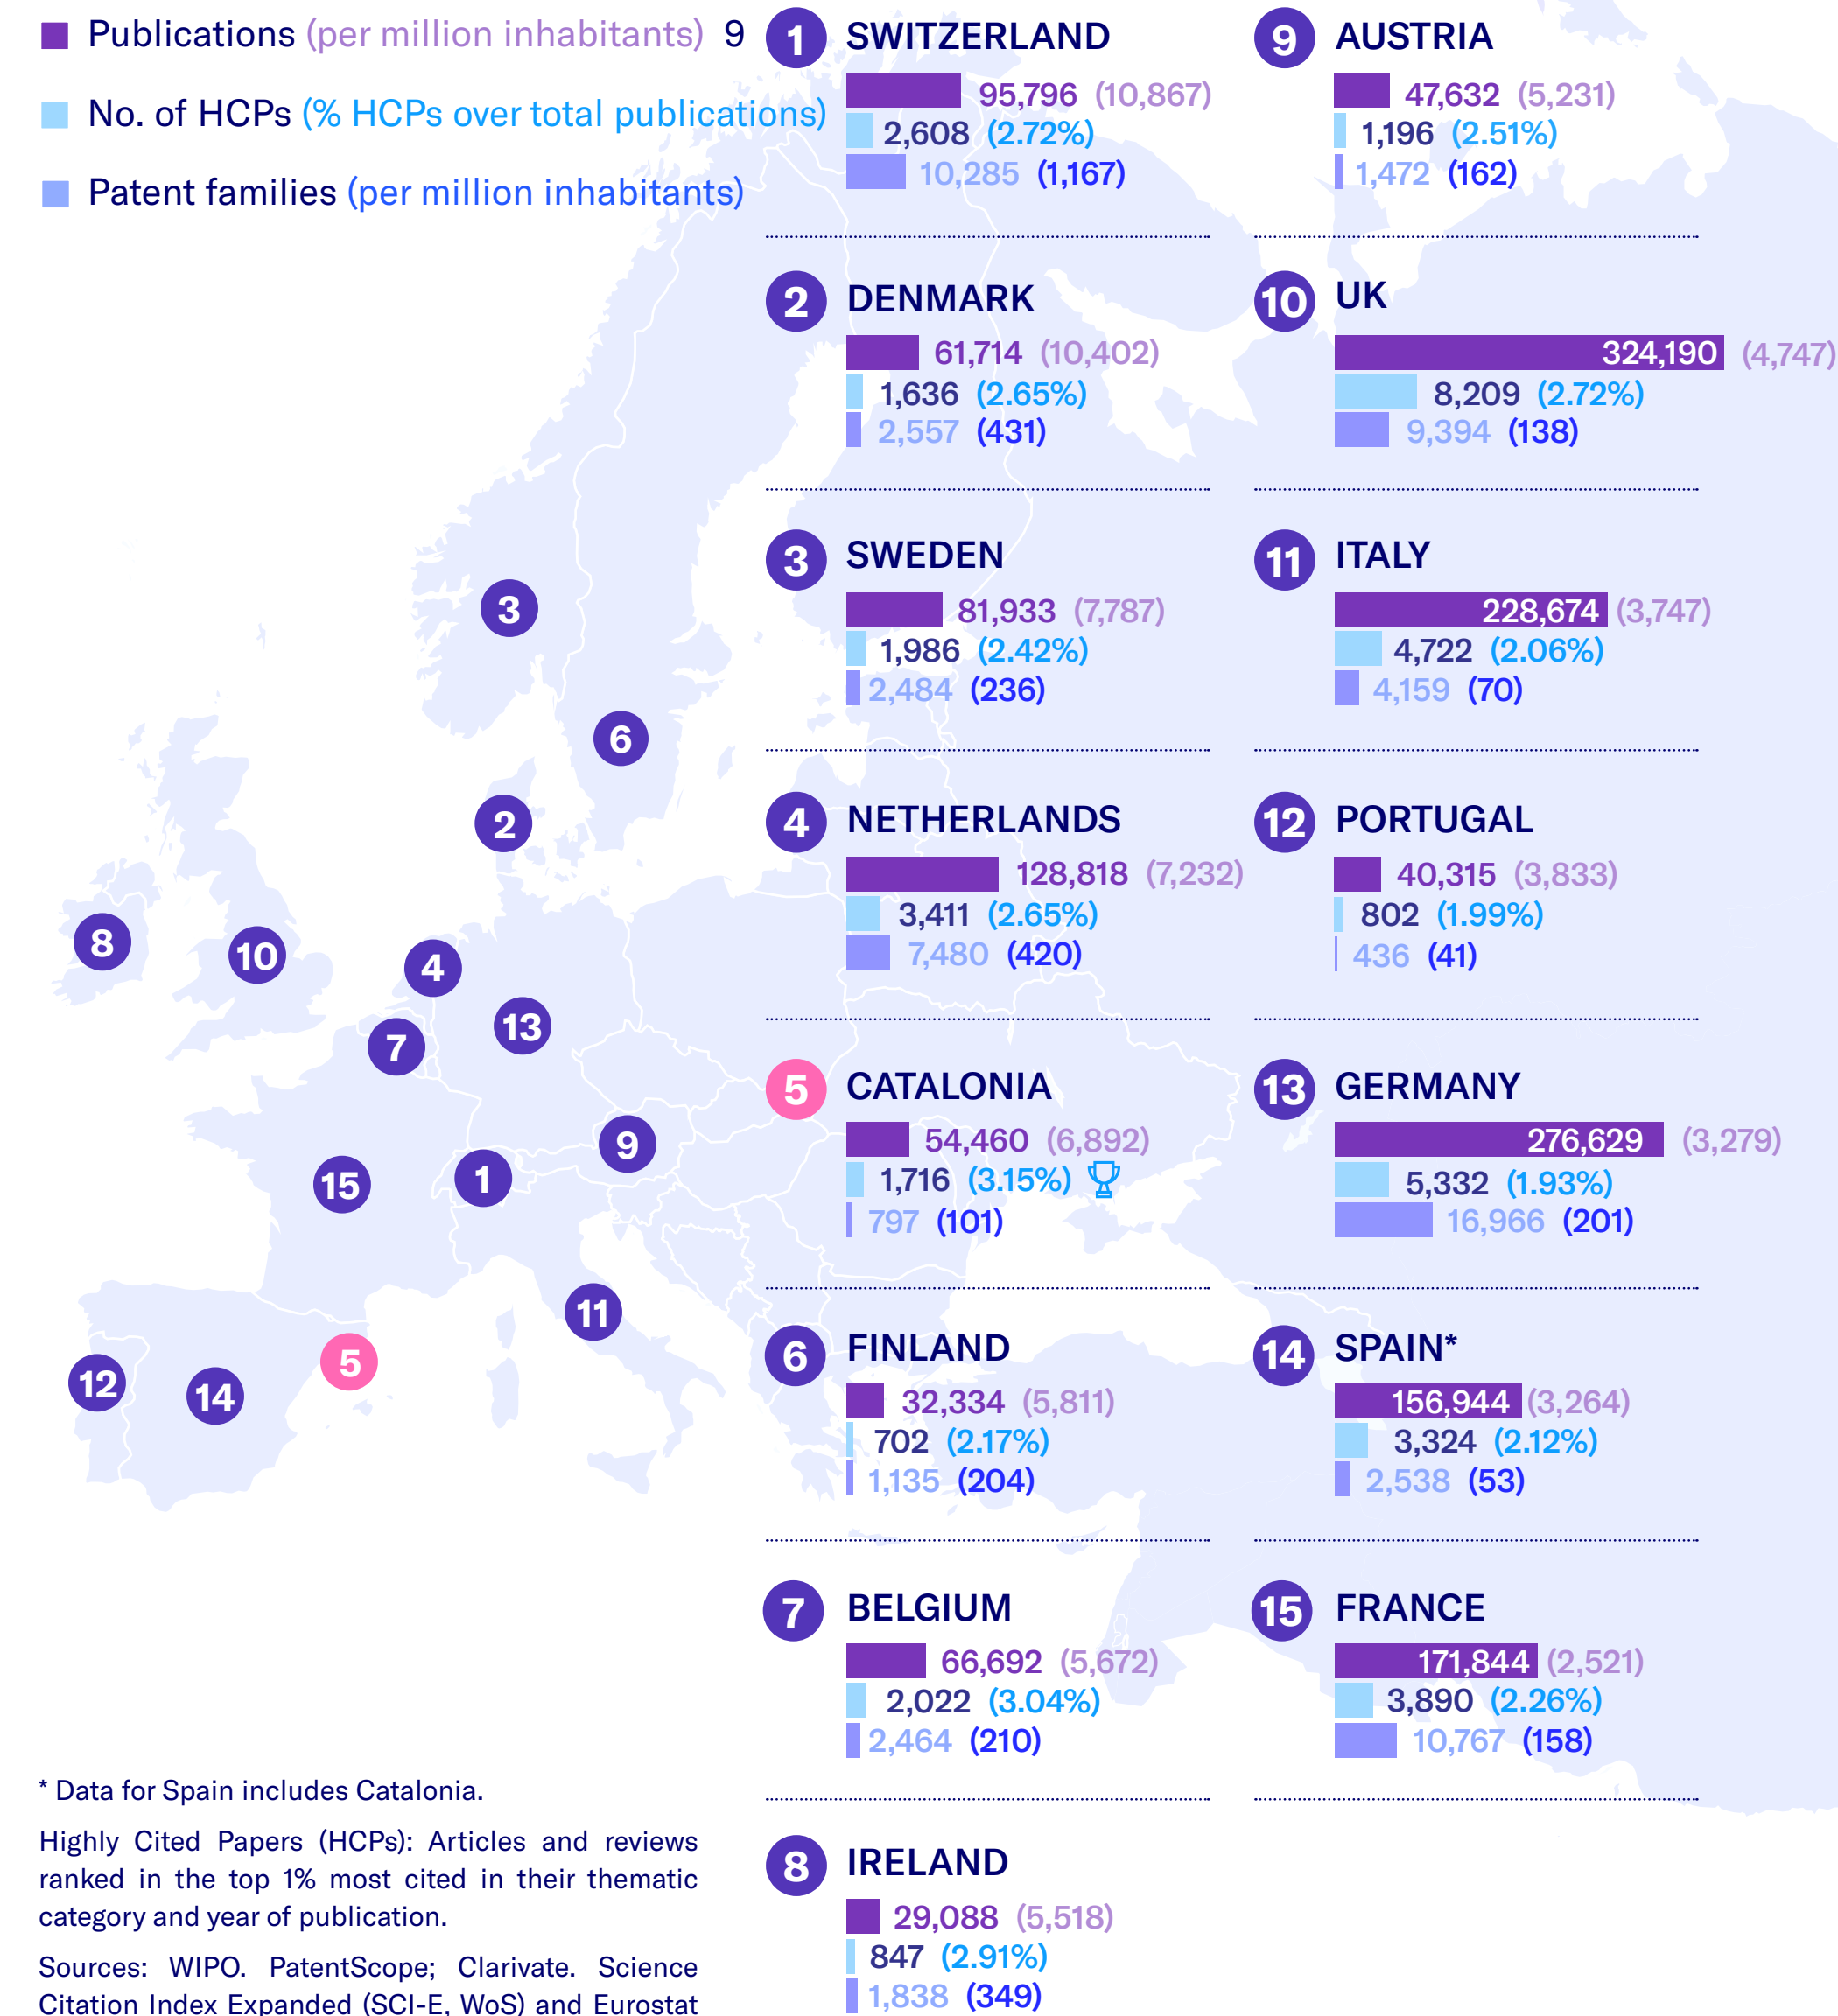 Publications (per million inhabitants) 9
No. of HCPs (% HCPs over total publications)
Patent families (per million inhabitants)
1 SWITZERLAND
95,796 (10,867)
2,608 (2.72%)
10,285 (1,167)
2 DENMARK
61,714 (10,402)
1,636 (2.65%)
2,557 (431)
3 SWEDEN
81,933 (7,787)
1,986 (2.42%)
2,484 (236)
4 NETHERLANDS
128,818 (7,232)
3,411 (2.65%)
7,480 (420)
5 CATALONIA
54,460 (6,892)
1,716 (3.15%)
797 (101)
6 FINLAND
32,334 (5,811)
702 (2.17%)
1,135 (204)
7 BELGIUM
66,692 (5,672)
2,022 (3.04%)
2,464 (210)
8 IRELAND
29,088 (5,518)
847 (2.91%)
1,838 (349)
9 AUSTRIA
47,632 (5,231)
1,196 (2.51%)
1,472 (162)
10 UK
324,190 (4,747)
8,209 (2.72%)
9,394 (138)
11 ITALY
228,674 (3,747)
4,722 (2.06%)
4,159 (70)
12 PORTUGAL
40,315 (3,833)
802 (1.99%)
436 (41)
13 GERMANY
276,629 (3,279)
5,332 (1.93%)
16,966 (201)
14 SPAIN*
156,944 (3,264)
3,324 (2.12%)
2,538 (53)
15 FRANCE
171,844 (2,521)
3,890 (2.26%)
10,767 (158)
3
6
2
8
10
4
13
7
9
15
1
11
5
12
14
* Data for Spain includes Catalonia.
Highly Cited Papers (HCPs): Articles and reviews
ranked in the top 1% most cited in their thematic
category and year of publication.
Sources: WIPO. PatentScope; Clarivate. Science
Citation Index Expanded (SCI-E, WoS) and Eurostat